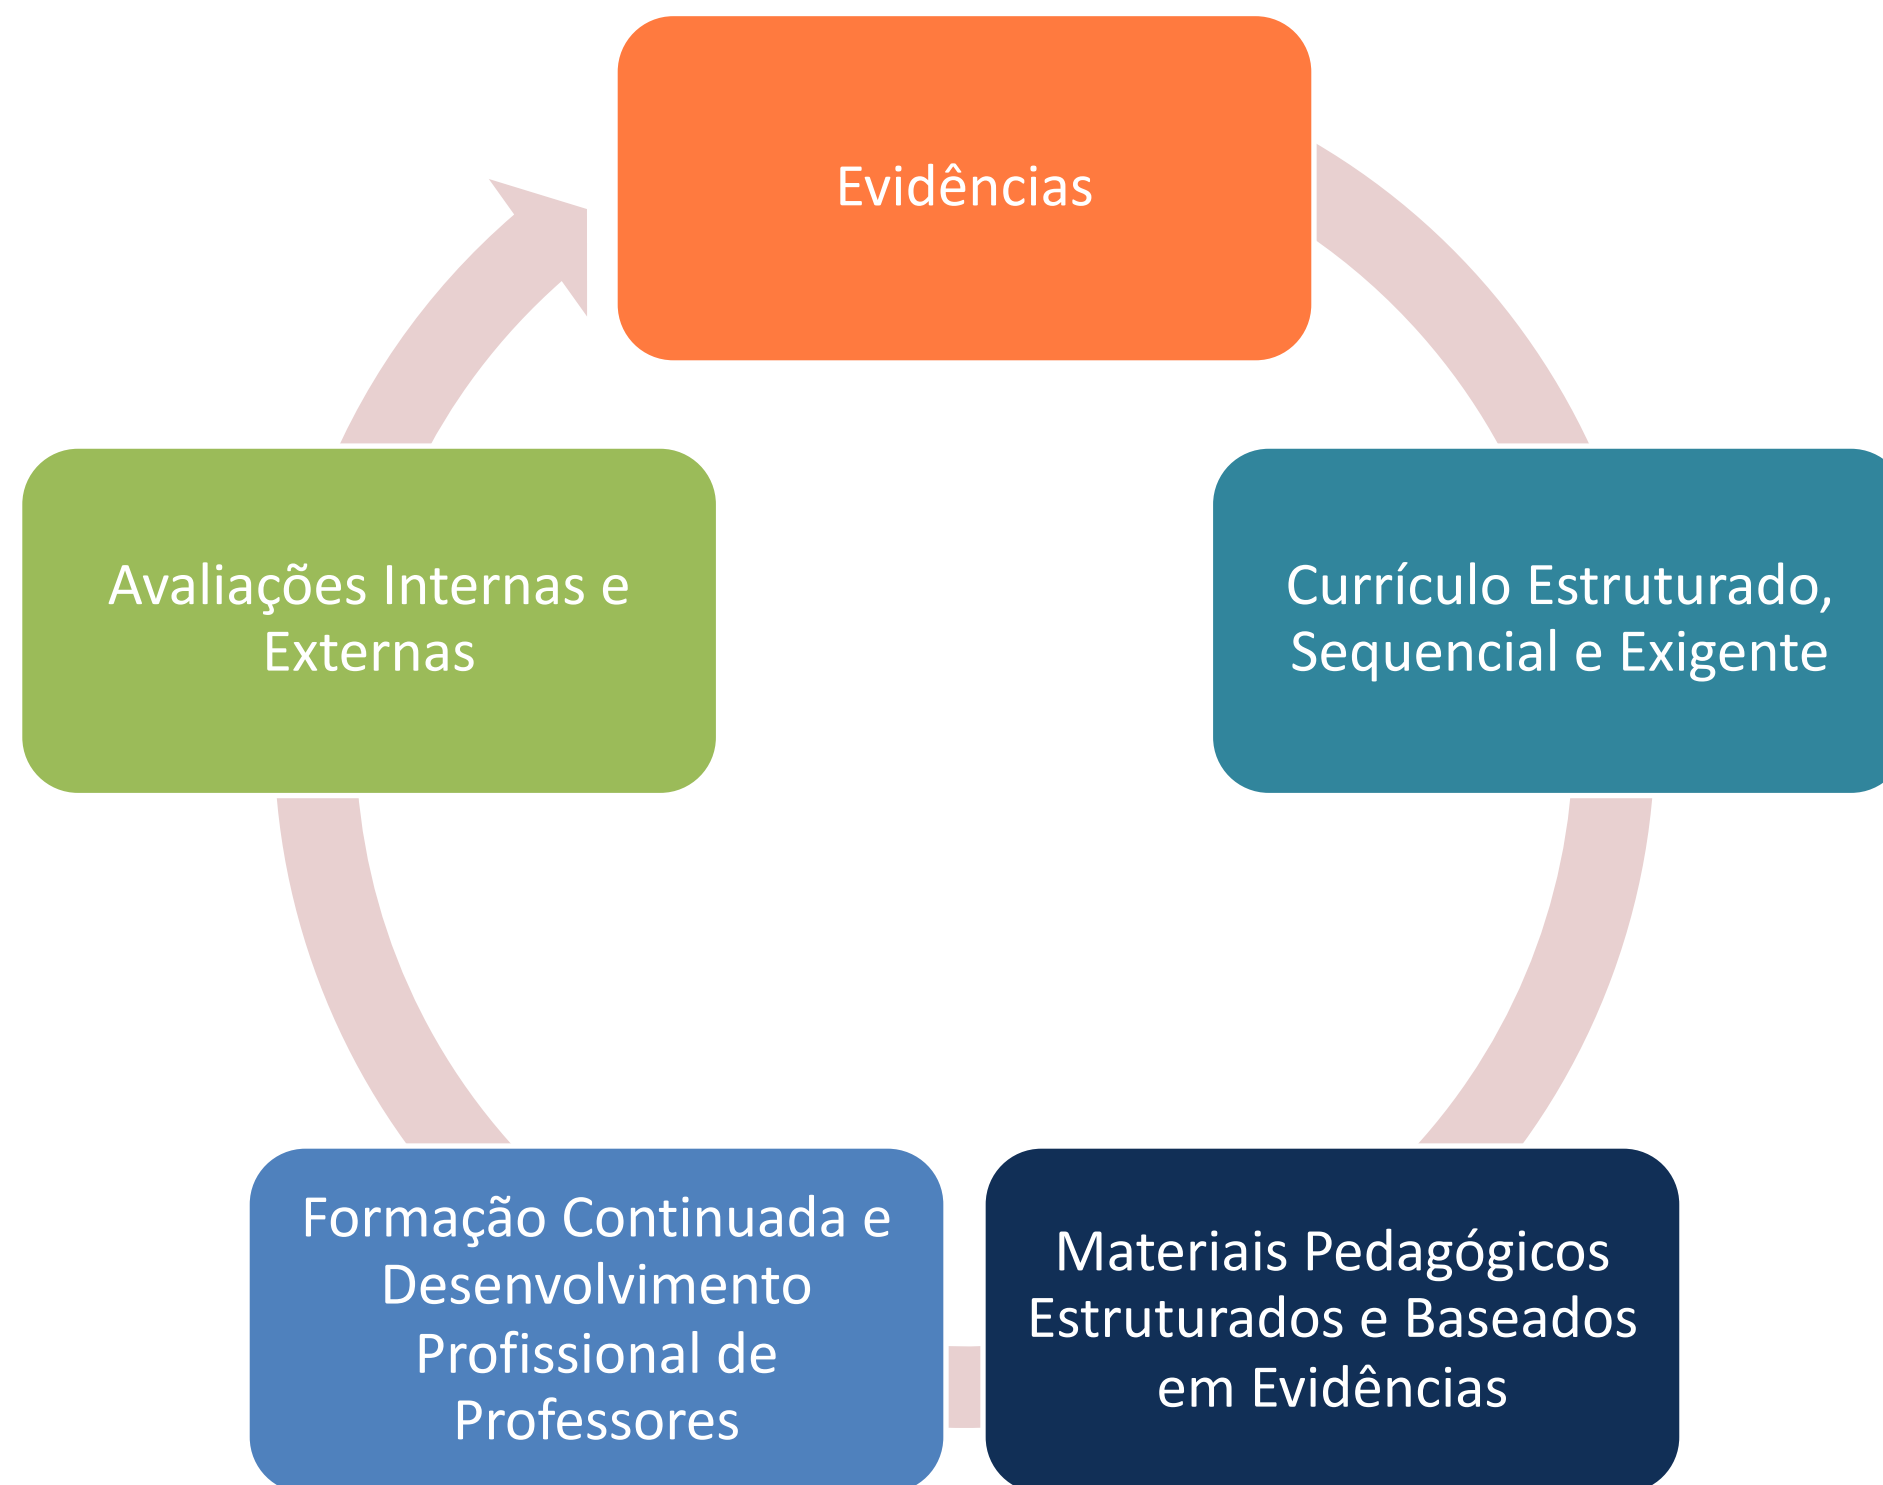 Evidências
Currículo Estruturado,
Sequencial e Exigente
Materiais Pedagógicos
Estruturados e Baseados
em Evidências
Formação Continuada e
Desenvolvimento
Profissional de
Professores
Avaliações Internas e
Externas